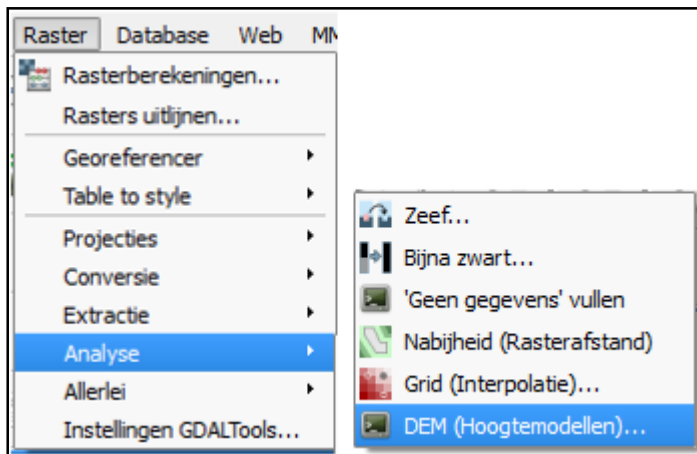 Raster Database Web
Rasterberekeningen...
Rasters uitlijnen...
Georeferencer
Table to style
Projecties
Conversie
Extractie
Analyse
Allerlei
Instellingen GDALTools...
Zeef...
Bijna zwart...
'Geen gegevens' vullen
Nabijheid (Rasterafstand)
Grid (Interpolatie)...
DEM (Hoogtemodellen)...